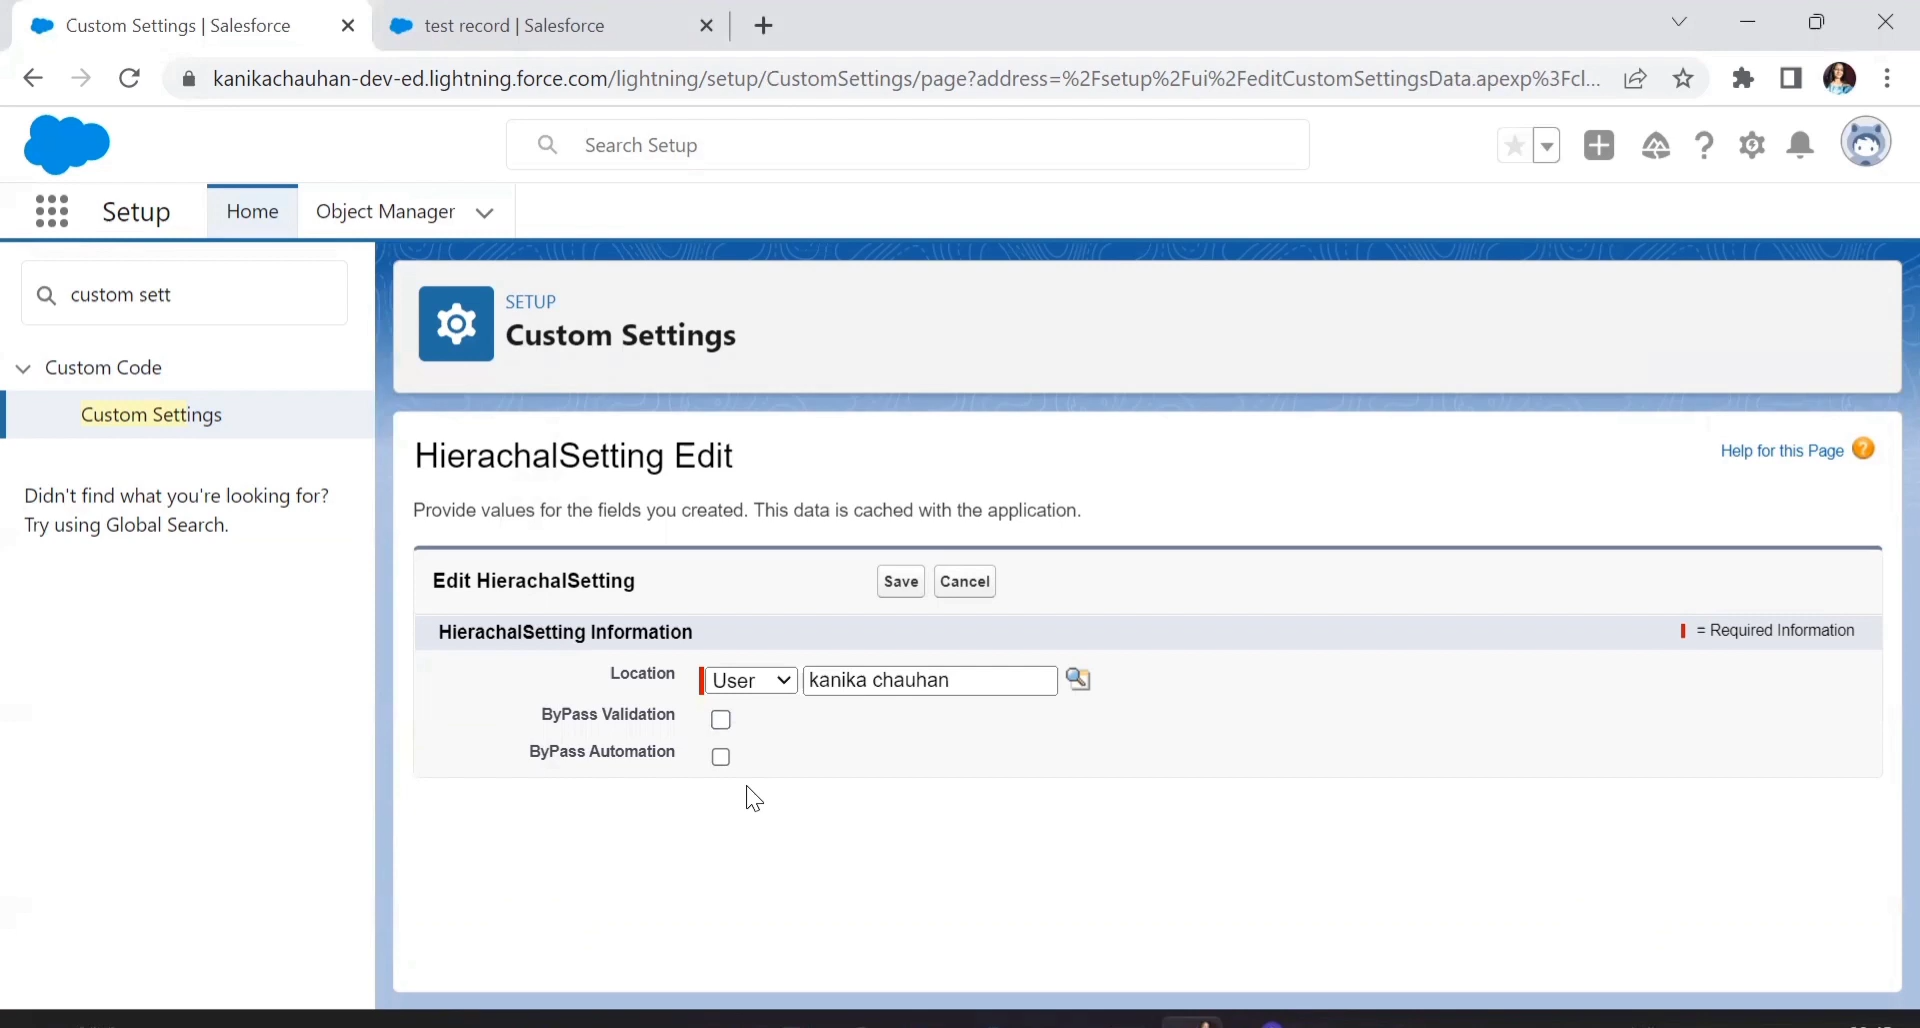 Custom Settings | Salesforce
test record | Salesforce
kanikachauhan-dev-ed.lightning.force.com/lightning/setup/CustomSettings/page?address=%2Fsetup%2Fui%2FeditCustomSettingsData.apexp%3Fcl...
Search Setup
Setup
Home
Object Manager
custom sett
Custom Code
Custom Settings
Didn't find what you're looking for?
Try using Global Search.
SETUP
Custom Settings
HierachalSetting Edit
Help for this Page
Provide values for the fields you created. This data is cached with the application.
Edit HierachalSetting
Save
Cancel
HierachalSetting Information
= Required Information
Location
User
kanika chauhan
ByPass Validation
ByPass Automation